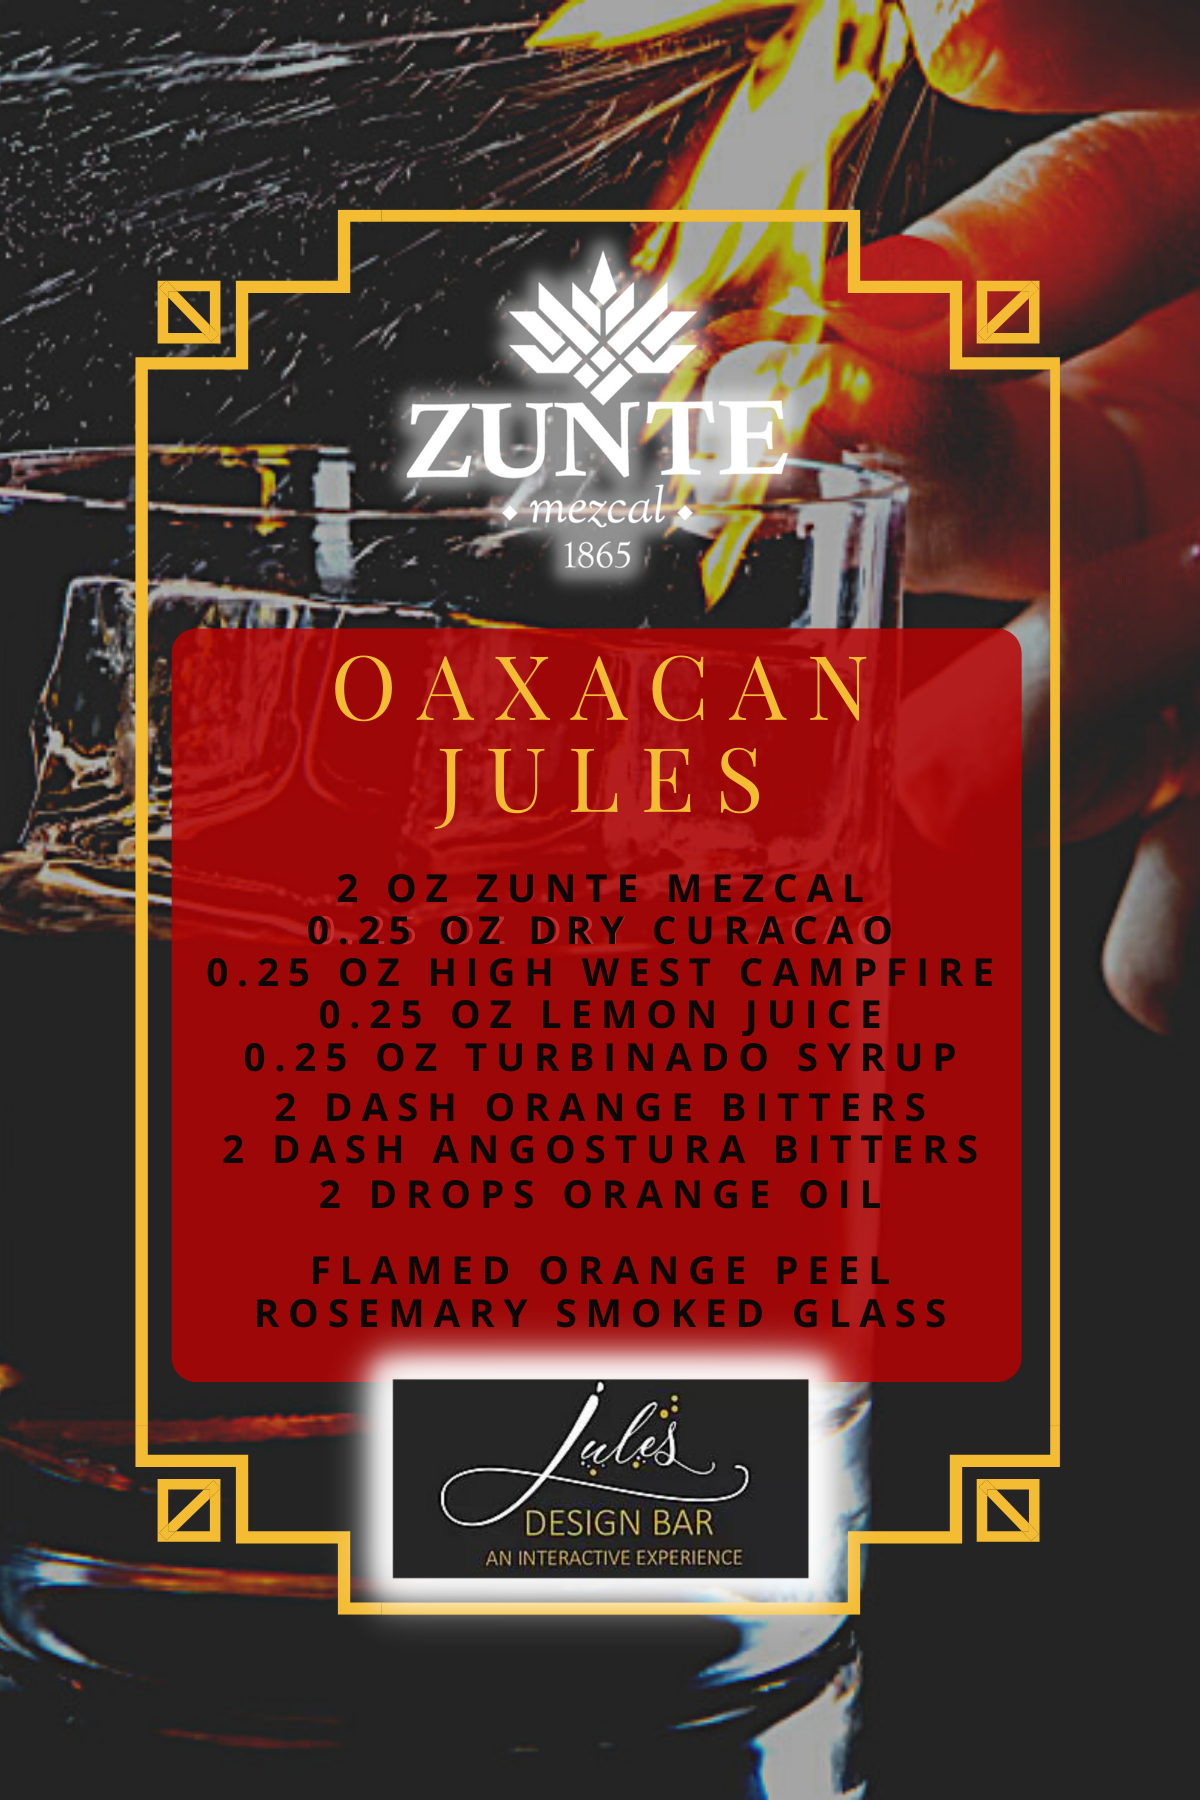 ZUNTE
mezcal
1865
OAXACAN
JULES
2 OZ ZUNTE MEZCAL
0.25 OZ DRY CURACAO
0.25 OZ HIGH WEST CAMPFIRE
0.25 OZ LEMON JUICE
0.25 OZ TURBINADO SYRUP
2 DASH ORANGE BITTERS
2 DASH ANGOSTURA BITTERS
2 DROPS ORANGE OIL
FLAMED ORANGE PEEL
ROSEMARY SMOKED GLASS
Jules
DESIGN BAR
AN INTERACTIVE EXPERIENCE